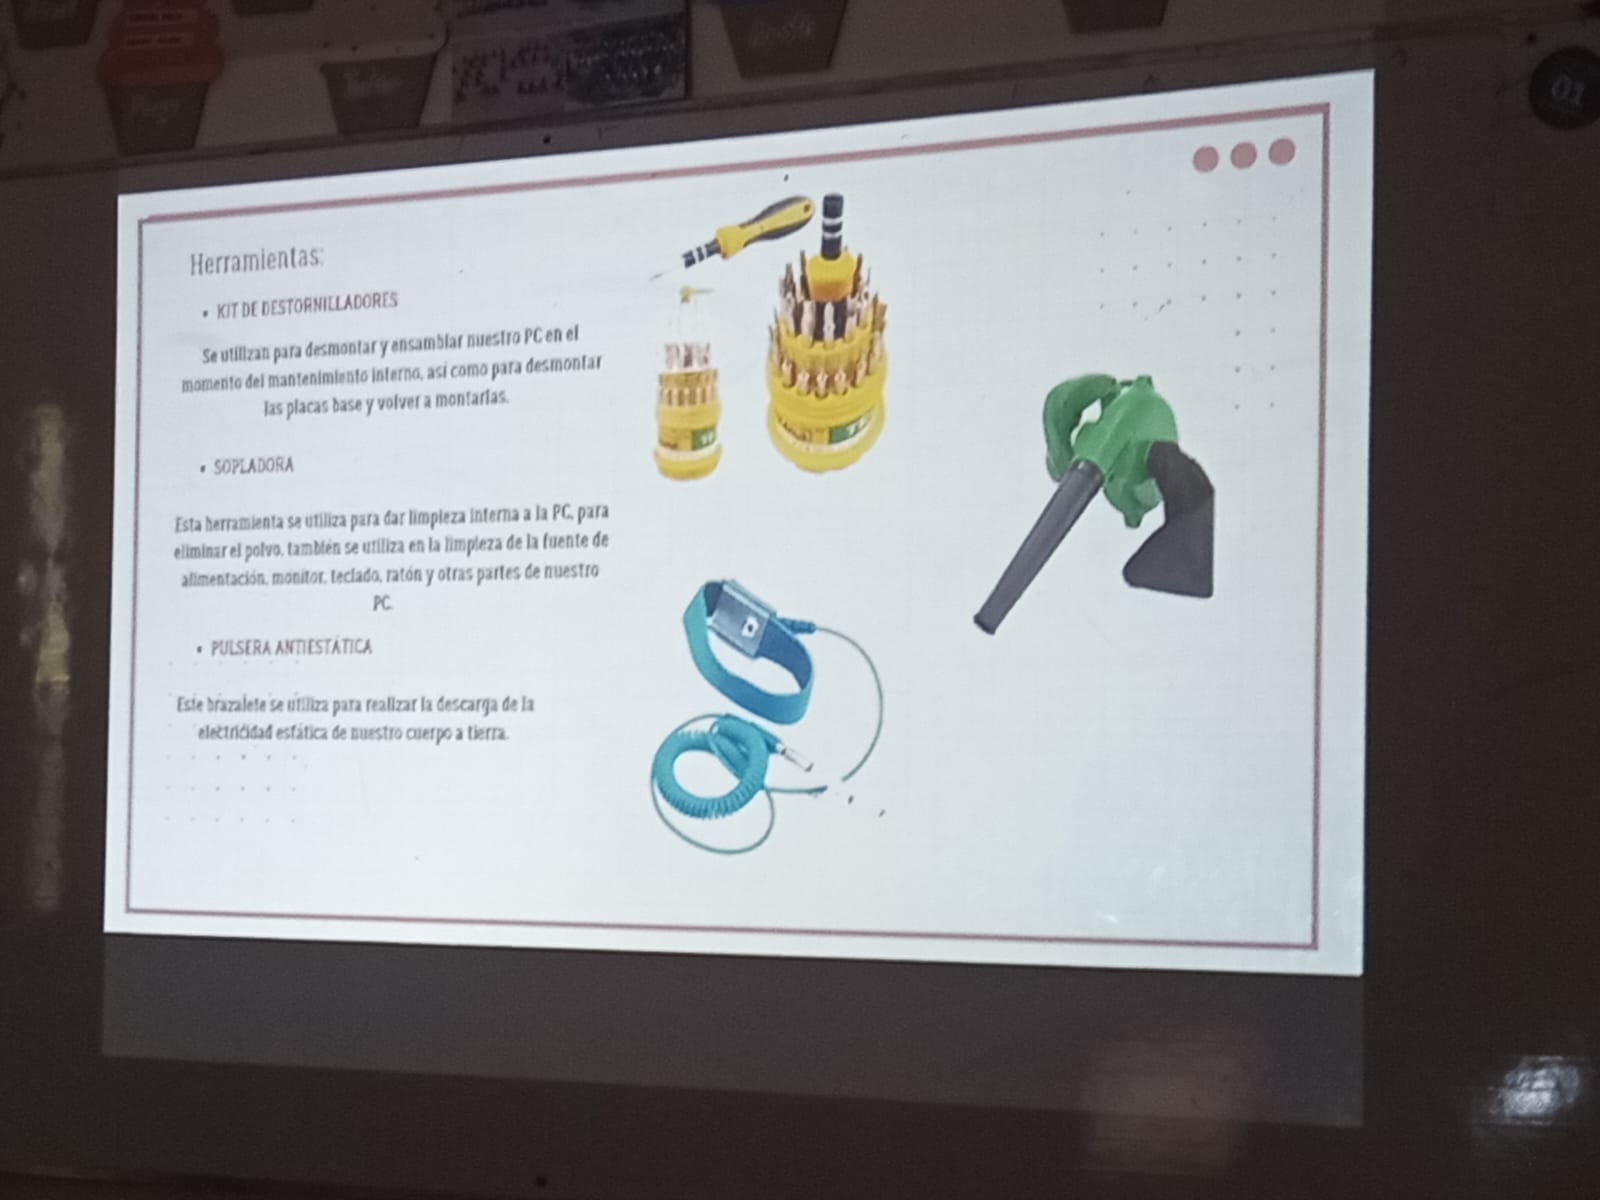 01
Herramientas:
• KIT DE DESTORNILLADORES
Se utilizan para desmontar y ensamblar nuestro PC en el
momento del mantenimiento interno, así como para desmontar
las placas base y volver a montarlas.
• SOPLADORA
Esta herramienta se utiliza para dar limpieza interna a la PC, para
eliminar el polvo, también se utiliza en la limpieza de la fuente de
alimentación, monitor, teclado, ratón y otras partes de nuestro
PC.
• PULSERA ANTIESTÁTICA
Este brazalete se utiliza para realizar la descarga de la
electricidad estática de nuestro cuerpo a tierra.